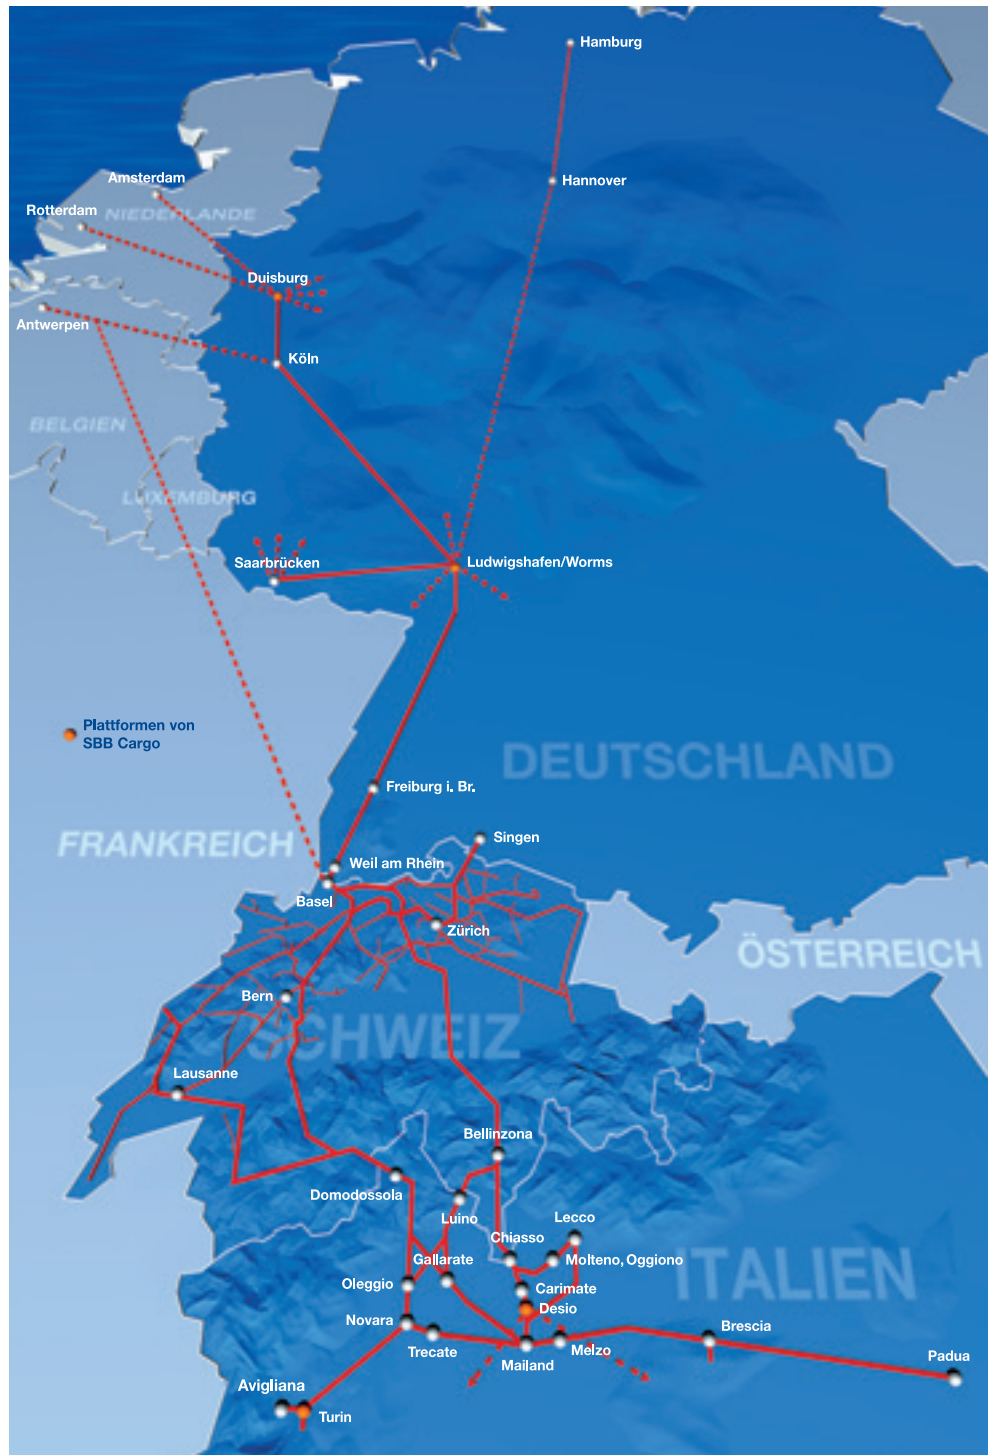 Hamburg
Hannover
Amsterdam
Rotterdam
NIEDERLANDE
Duisburg
Antwerpen
Köln
BELGIEN
LUXEMBURG
Saarbrücken
Ludwigshafen/Worms
Plattformen von
SBB Cargo
DEUTSCHLAND
Freiburg i. Br.
FRANKREICH
Singen
Weil am Rhein
Basel
Zürich
ÖSTERREICH
Bern
SCHWEIZ
Lausanne
Bellinzona
Domodossola
Luino
Lecco
Chiasso
Gallarate
Molteno, Oggiono
ITALIEN
Oleggio
Carimate
Desio
Novara
Brescia
Trecate
Mailand
Melzo
Padua
Avigliana
Turin